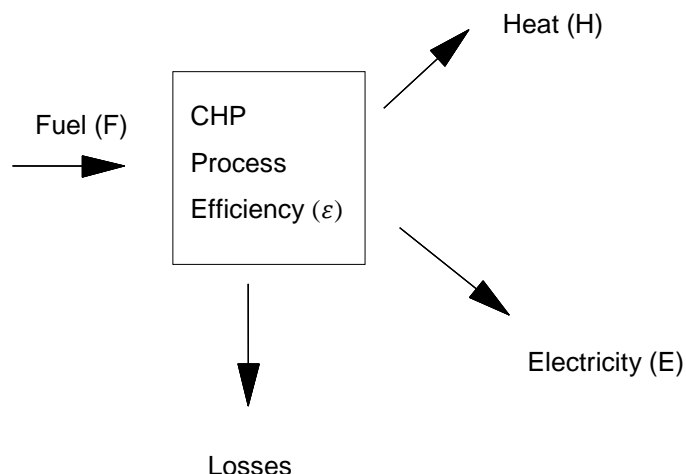 Heat (H)
Fuel (F)
CHP
Process
Efficiency (ε)
Electricity (E)
Losses